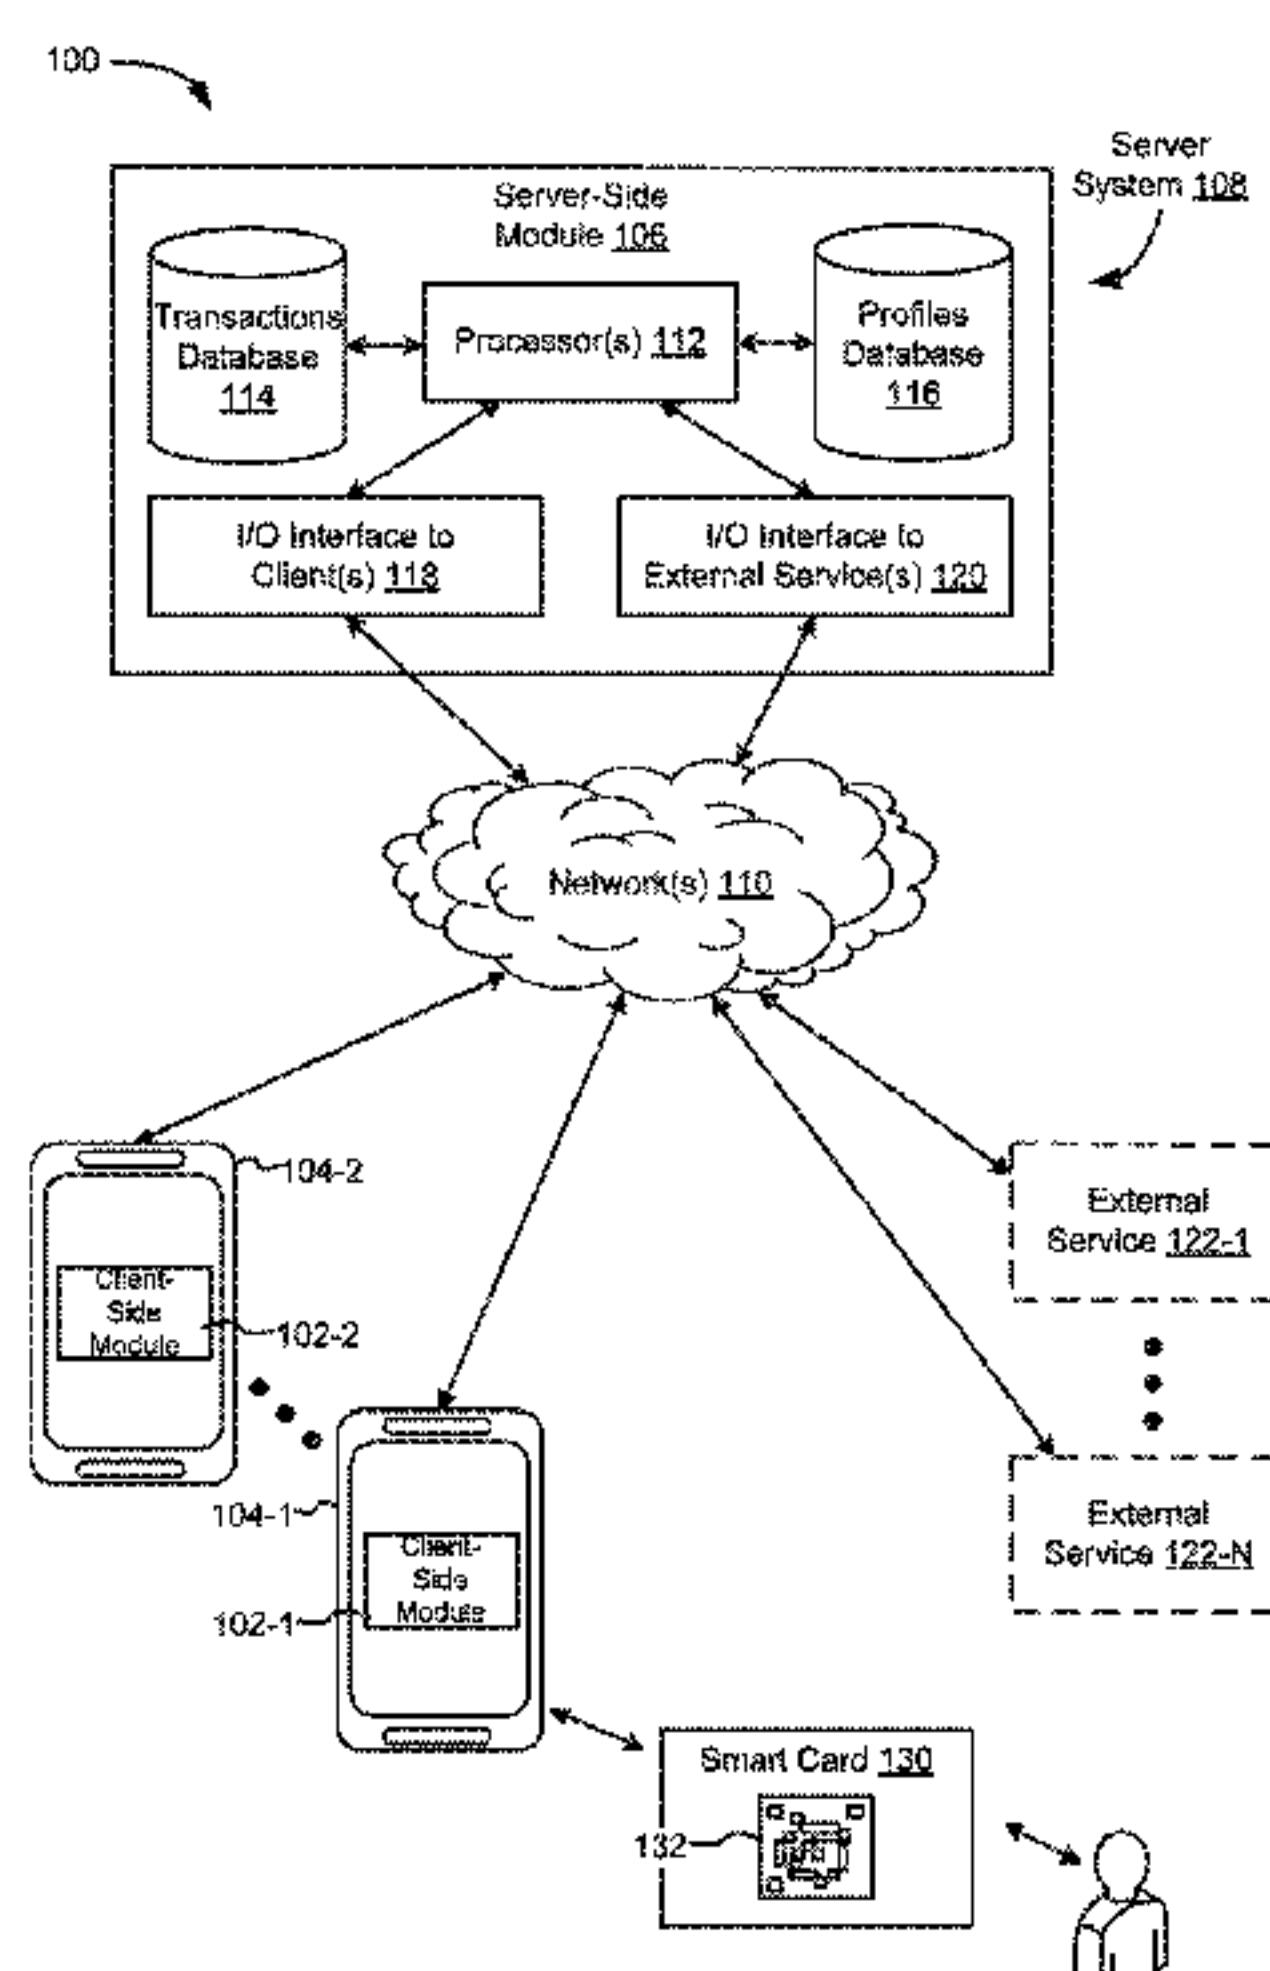 100
Server
System 108
Server-Side
Module 106
Transactions
Database
114
Processor(s) 112
Profiles
Database
116
I/O Interface to
Client(s) 118
I/O Interface to
External Service(s) 120
Network(s) 110
104-2
Client-
Side
Module
102-2
External
Service 122-1
104-1
Client-
Side
Module
102-1
External
Service 122-N
Smart Card 130
132